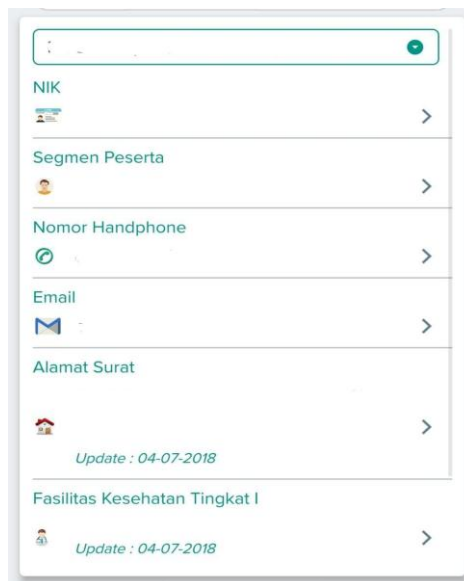 NIK
Segmen Peserta
Nomor Handphone
Email
Alamat Surat
Update : 04-07-2018
Fasilitas Kesehatan Tingkat I
Update : 04-07-2018